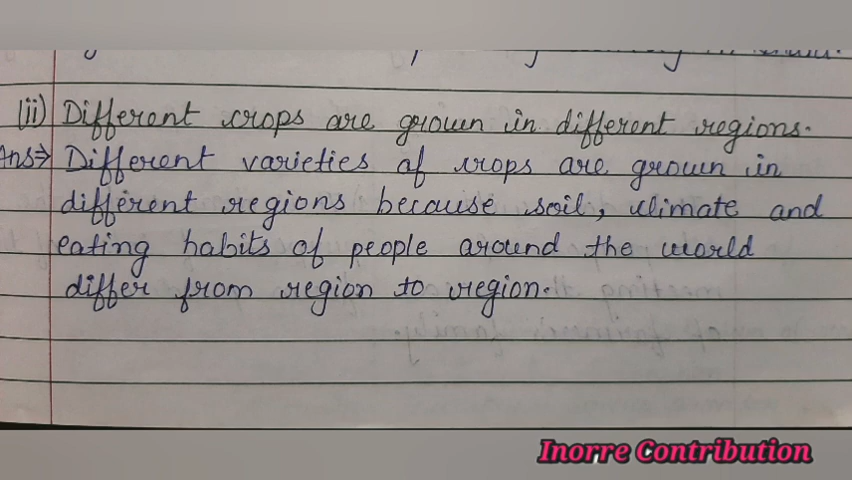 (ii) Different crops are grown in different regions.
Ans⇒ Different varieties of crops are grown in
different regions because soil, climate and
eating habits of people around the world
differ from region to region.
Inorre Contribution